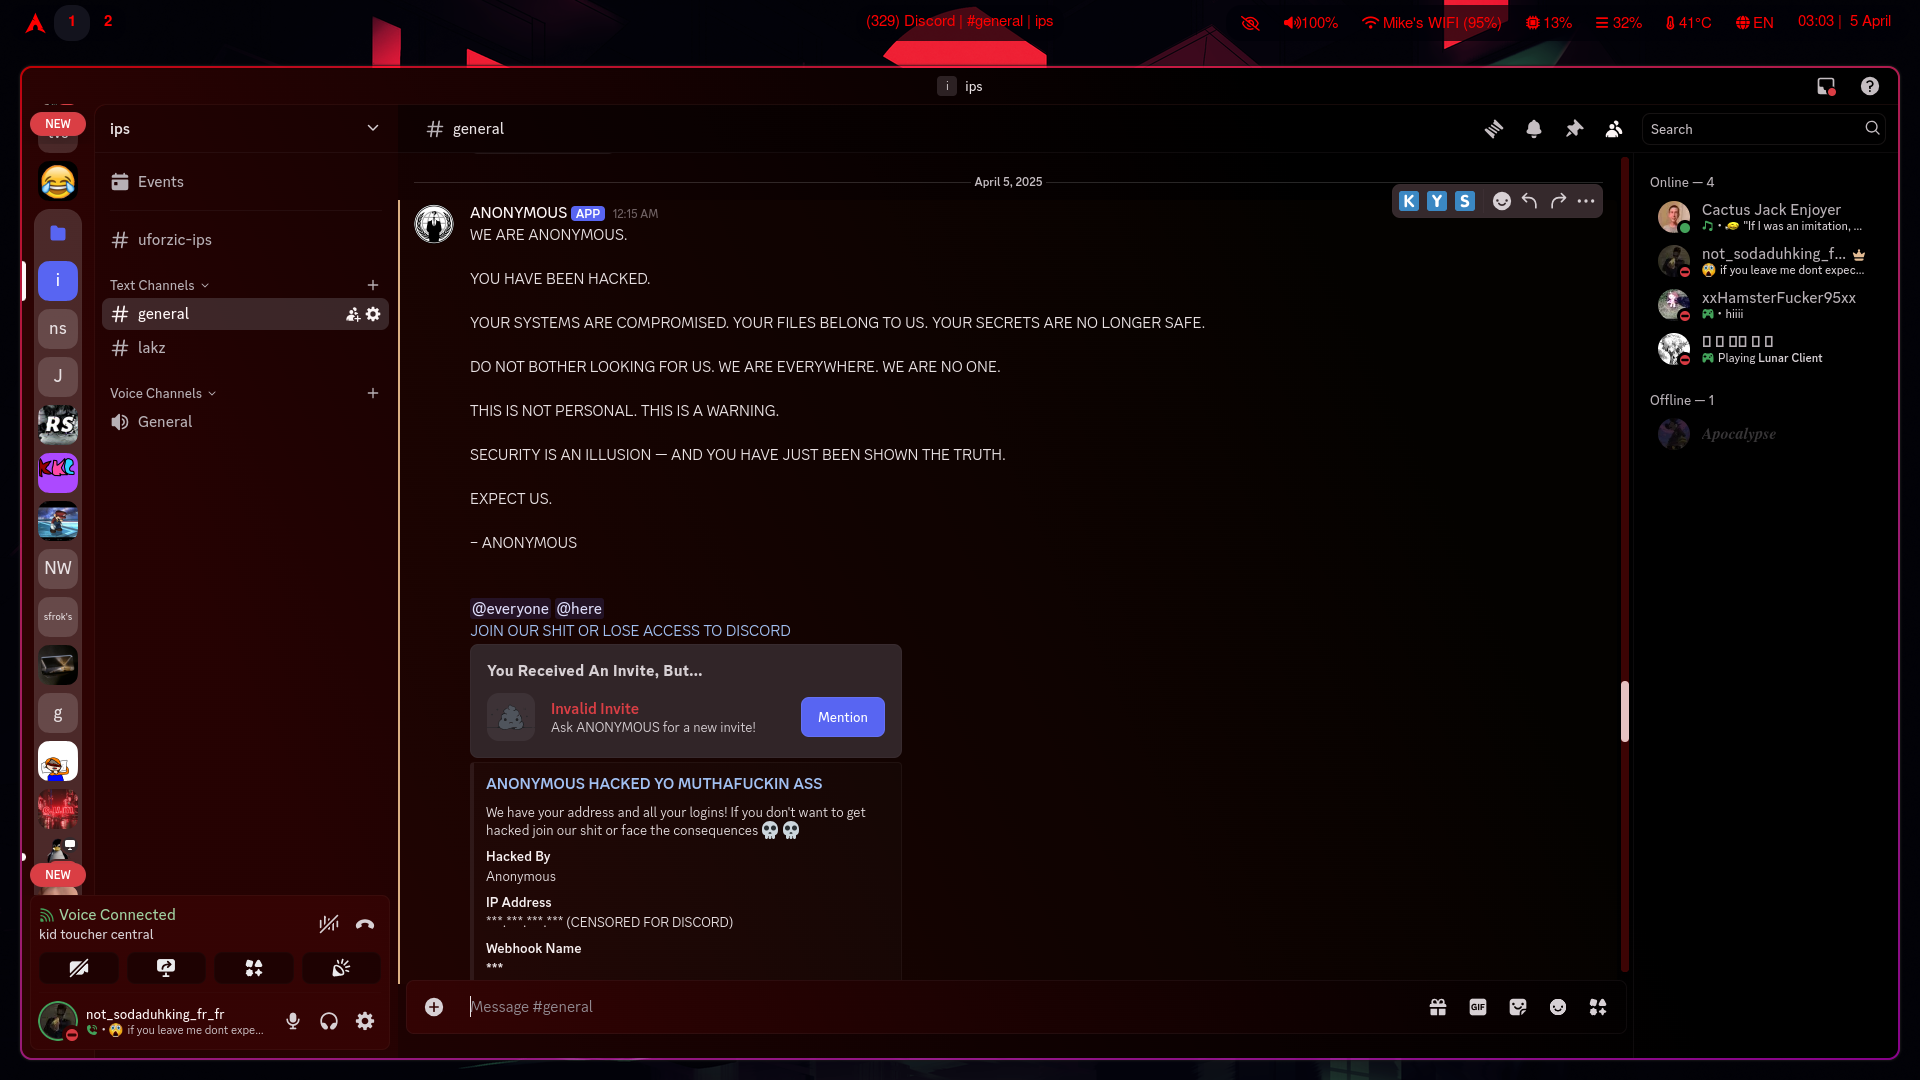 1
2
(329) Discord | #general | ips
100%
Mike's WIFI (95%)
13%
32%
41°C
EN
03:03 | 5 April
i
ips
NEW
ips
general
Search
Events
uforzic-ips
Text Channels
general
lakz
Voice Channels
General
i
ns
J
RS
KKC
NW
sfrok's
g
NEW
April 5, 2025
ANONYMOUS APP 12:15 AM
K Y S
WE ARE ANONYMOUS.
YOU HAVE BEEN HACKED.
YOUR SYSTEMS ARE COMPROMISED. YOUR FILES BELONG TO US. YOUR SECRETS ARE NO LONGER SAFE.
DO NOT BOTHER LOOKING FOR US. WE ARE EVERYWHERE. WE ARE NO ONE.
THIS IS NOT PERSONAL. THIS IS A WARNING.
SECURITY IS AN ILLUSION — AND YOU HAVE JUST BEEN SHOWN THE TRUTH.
EXPECT US.
– ANONYMOUS
@everyone @here
JOIN OUR SHIT OR LOSE ACCESS TO DISCORD
You Received An Invite, But...
Invalid Invite
Ask ANONYMOUS for a new invite!
Mention
ANONYMOUS HACKED YO MUTHAFUCKIN ASS
We have your address and all your logins! If you don't want to get
hacked join our shit or face the consequences 💀 💀
Hacked By
Anonymous
IP Address
***.***.***.*** (CENSORED FOR DISCORD)
Webhook Name
***
Message #general
GIF
Online — 4
Cactus Jack Enjoyer
"If I was an imitation, ...
not_sodaduhking_f...
if you leave me dont expec...
xxHamsterFucker95xx
• hiiii
Playing Lunar Client
Offline — 1
Apocalypse
Voice Connected
kid toucher central
not_sodaduhking_fr_fr
if you leave me dont expe...